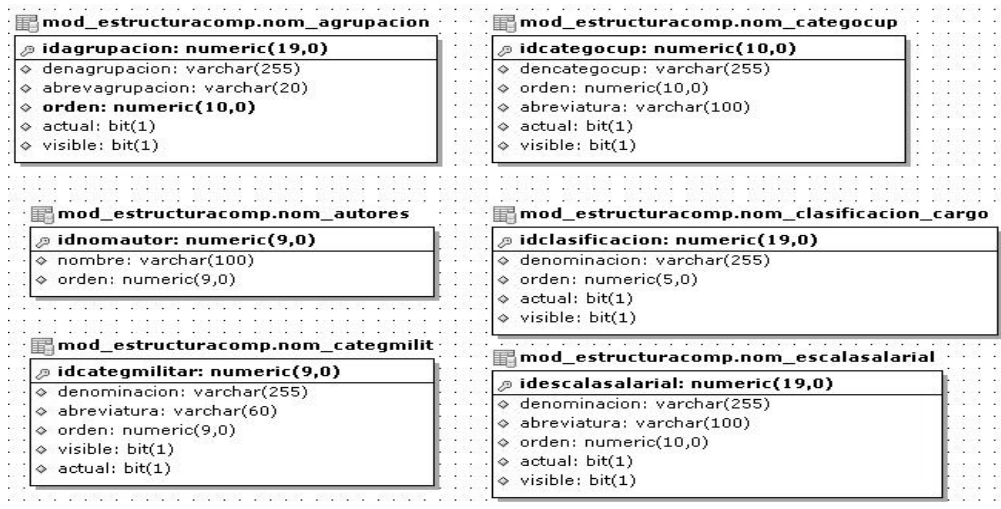 mod_estructuracomp.nom_agrupacion
idagrupacion: numeric(19,0)
denagrupacion: varchar(255)
abrevagrupacion: varchar(20)
orden: numeric(10,0)
actual: bit(1)
visible: bit(1)
mod_estructuracomp.nom_categocup
idcategocup: numeric(10,0)
dencategocup: varchar(255)
orden: numeric(10,0)
abreviatura: varchar(100)
actual: bit(1)
visible: bit(1)
mod_estructuracomp.nom_autores
idnomautor: numeric(9,0)
nombre: varchar(100)
orden: numeric(9,0)
mod_estructuracomp.nom_clasificacion_cargo
idclasificacion: numeric(19,0)
denominacion: varchar(255)
orden: numeric(5,0)
actual: bit(1)
visible: bit(1)
mod_estructuracomp.nom_categmilit
idcategmilitar: numeric(9,0)
denominacion: varchar(255)
abreviatura: varchar(60)
orden: numeric(9,0)
visible: bit(1)
actual: bit(1)
mod_estructuracomp.nom_escalasalarial
idescalasalarial: numeric(19,0)
denominacion: varchar(255)
abreviatura: varchar(100)
orden: numeric(10,0)
actual: bit(1)
visible: bit(1)